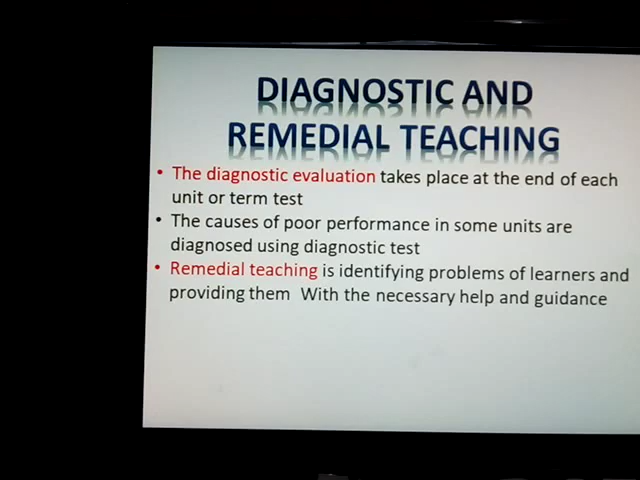 DIAGNOSTIC AND
REMEDIAL TEACHING
• The diagnostic evaluation takes place at the end of each
unit or term test
• The causes of poor performance in some units are
diagnosed using diagnostic test
• Remedial teaching is identifying problems of learners and
providing them With the necessary help and guidance